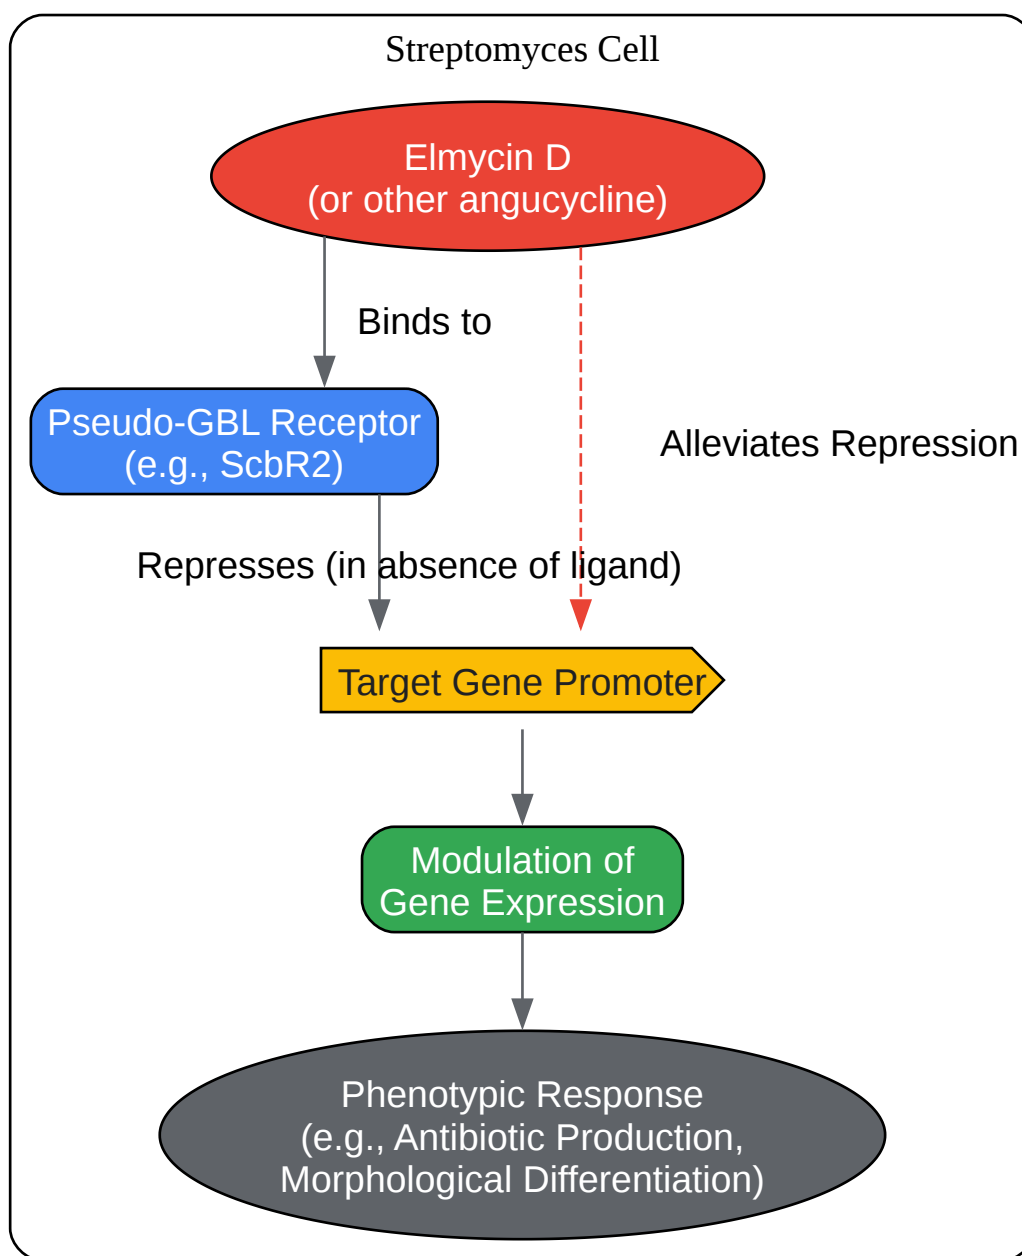 Streptomyces Cell
Elmycin D
(or other angucycline)
Binds to
Pseudo-GBL Receptor
(e.g., ScbR2)
Alleviates Repression
Represses (in absence of ligand)
Target Gene Promoter
Modulation of
Gene Expression
Phenotypic Response
(e.g., Antibiotic Production,
Morphological Differentiation)